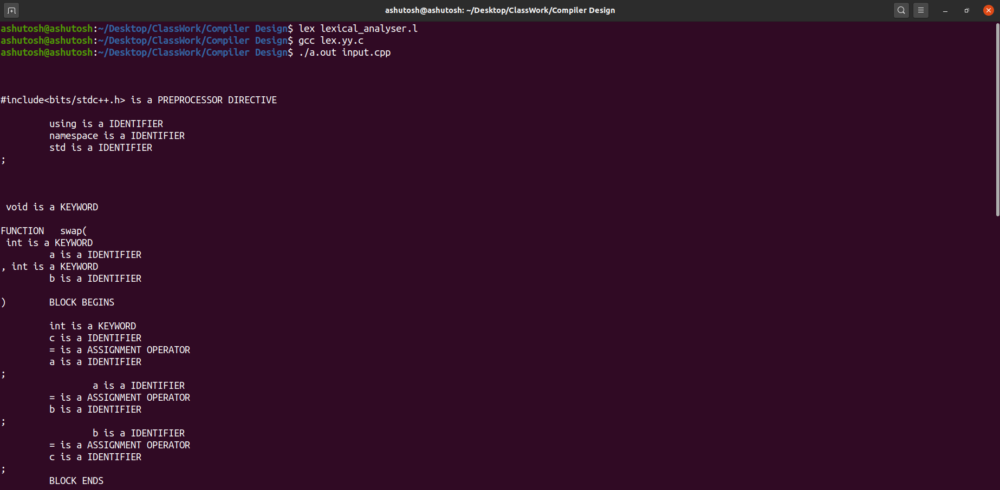 ashutosh@ashutosh: ~/Desktop/ClassWork/Compiler Design
ashutosh@ashutosh:~/Desktop/ClassWork/Compiler Design$ lex lexical_analyser.l
ashutosh@ashutosh:~/Desktop/ClassWork/Compiler Design$ gcc lex.yy.c
ashutosh@ashutosh:~/Desktop/ClassWork/Compiler Design$ ./a.out input.cpp
#include<bits/stdc++.h> is a PREPROCESSOR DIRECTIVE
using is a IDENTIFIER
namespace is a IDENTIFIER
std is a IDENTIFIER
;
void is a KEYWORD
FUNCTION   swap(
int is a KEYWORD
a is a IDENTIFIER
, int is a KEYWORD
b is a IDENTIFIER
)        BLOCK BEGINS
int is a KEYWORD
c is a IDENTIFIER
= is a ASSIGNMENT OPERATOR
a is a IDENTIFIER
;
a is a IDENTIFIER
= is a ASSIGNMENT OPERATOR
b is a IDENTIFIER
;
b is a IDENTIFIER
= is a ASSIGNMENT OPERATOR
c is a IDENTIFIER
;
BLOCK ENDS